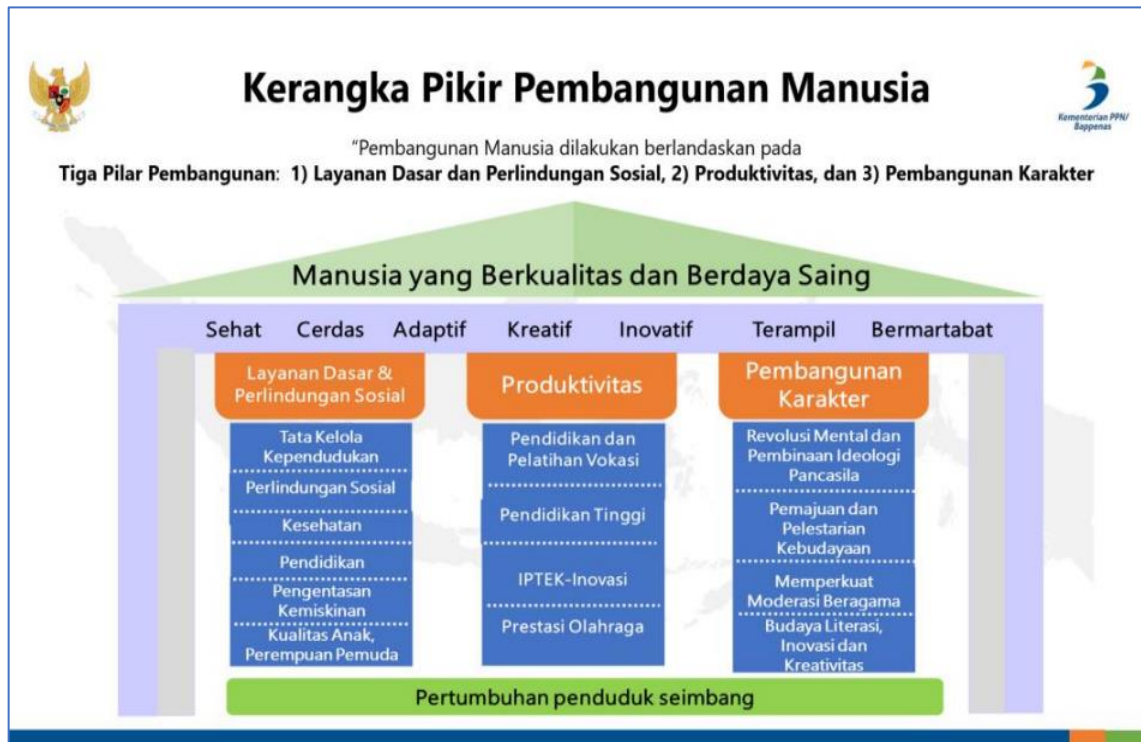 Kerangka Pikir Pembangunan Manusia
Kementerian PPN/
Bappenas
"Pembangunan Manusia dilakukan berlandaskan pada
Tiga Pilar Pembangunan: 1) Layanan Dasar dan Perlindungan Sosial, 2) Produktivitas, dan 3) Pembangunan Karakter
Manusia yang Berkualitas dan Berdaya Saing
Sehat Cerdas Adaptif Kreatif Inovatif Terampil Bermartabat
Layanan Dasar &
Perlindungan Sosial
Tata Kelola
Kependudukan
Perlindungan Sosial
Kesehatan
Pendidikan
Pengentasan
Kemiskinan
Kualitas Anak,
Perempuan Pemuda
Produktivitas
Pendidikan dan
Pelatihan Vokasi
Pendidikan Tinggi
IPTEK-Inovasi
Prestasi Olahraga
Pembangunan
Karakter
Revolusi Mental dan
Pembinaan Ideologi
Pancasila
Pemajuan dan
Pelestarian
Kebudayaan
Memperkuat
Moderasi Beragama
Budaya Literasi,
Inovasi dan
Kreativitas
Pertumbuhan penduduk seimbang